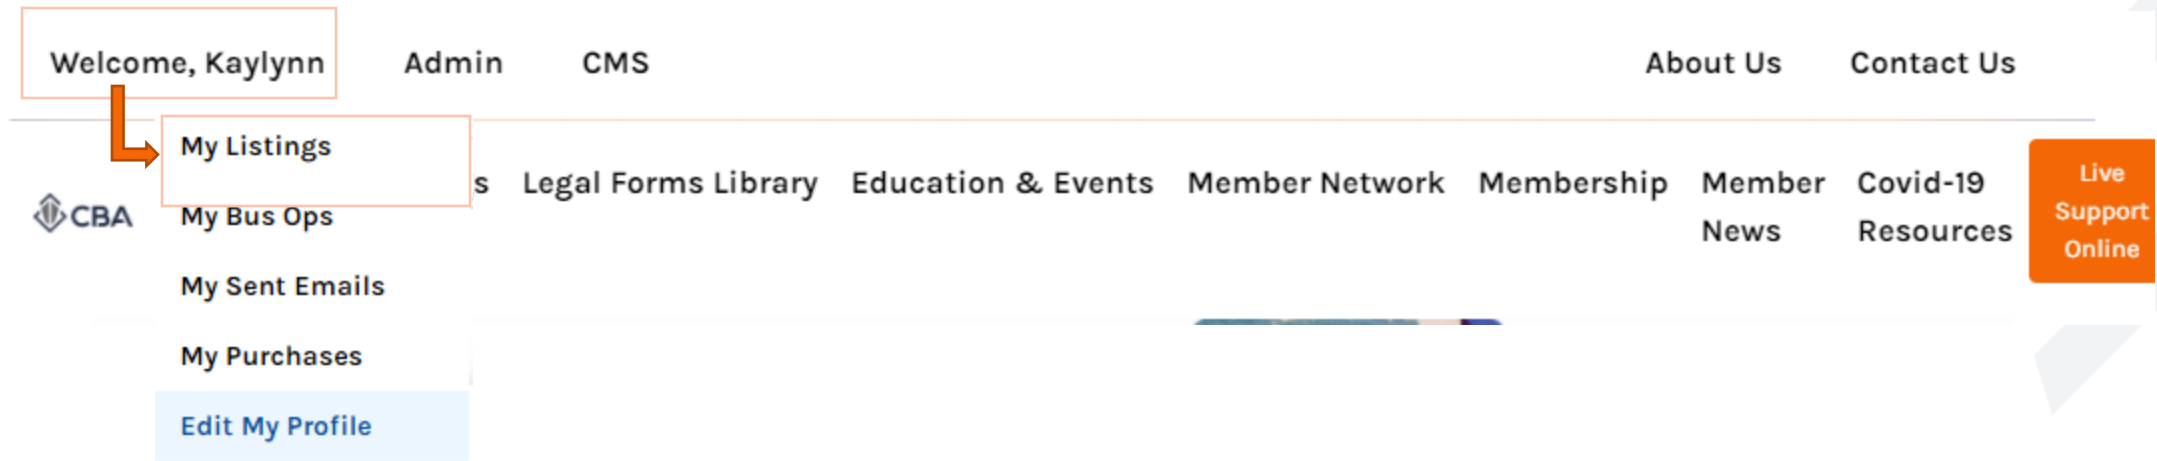 Welcome, Kaylynn Admin CMS About Us Contact Us
My Listings
s Legal Forms Library Education & Events Member Network Membership Member News Covid-19 Resources
Live Support Online
CBA
My Bus Ops
My Sent Emails
My Purchases
Edit My Profile